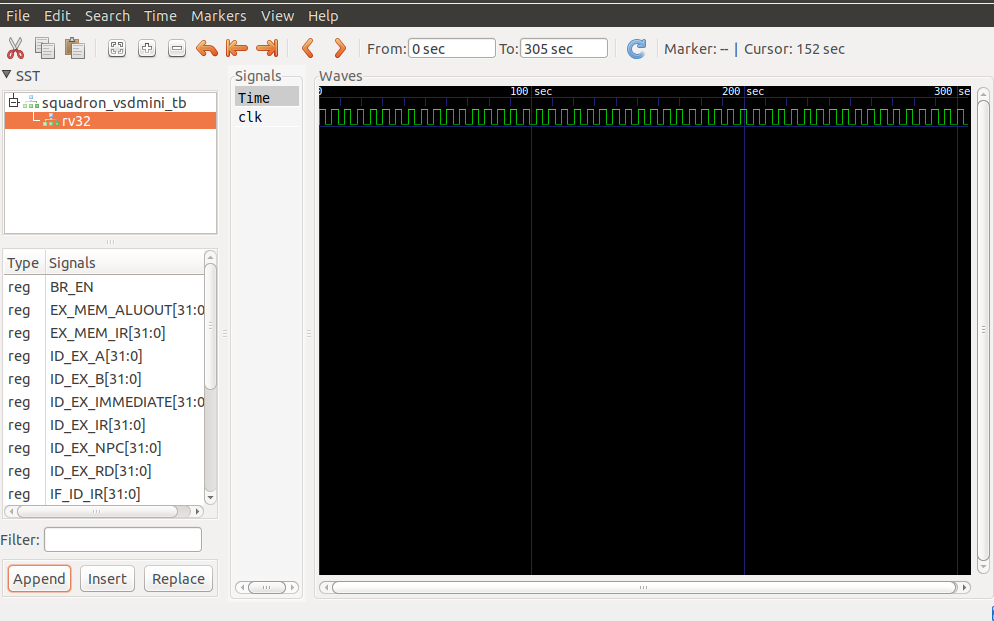 File Edit Search Time Markers View Help
From: 0 sec To: 305 sec Marker: -- | Cursor: 152 sec
SST
squadron_vsdmini_tb
rv32
Type Signals
reg BR_EN
reg EX_MEM_ALUOUT[31:0
reg EX_MEM_IR[31:0]
reg ID_EX_A[31:0]
reg ID_EX_B[31:0]
reg ID_EX_IMMEDIATE[31:0
reg ID_EX_IR[31:0]
reg ID_EX_NPC[31:0]
reg ID_EX_RD[31:0]
reg IF_ID_IR[31:0]
Filter:
Append Insert Replace
Signals
Time
clk
Waves
0 100 sec 200 sec 300 se